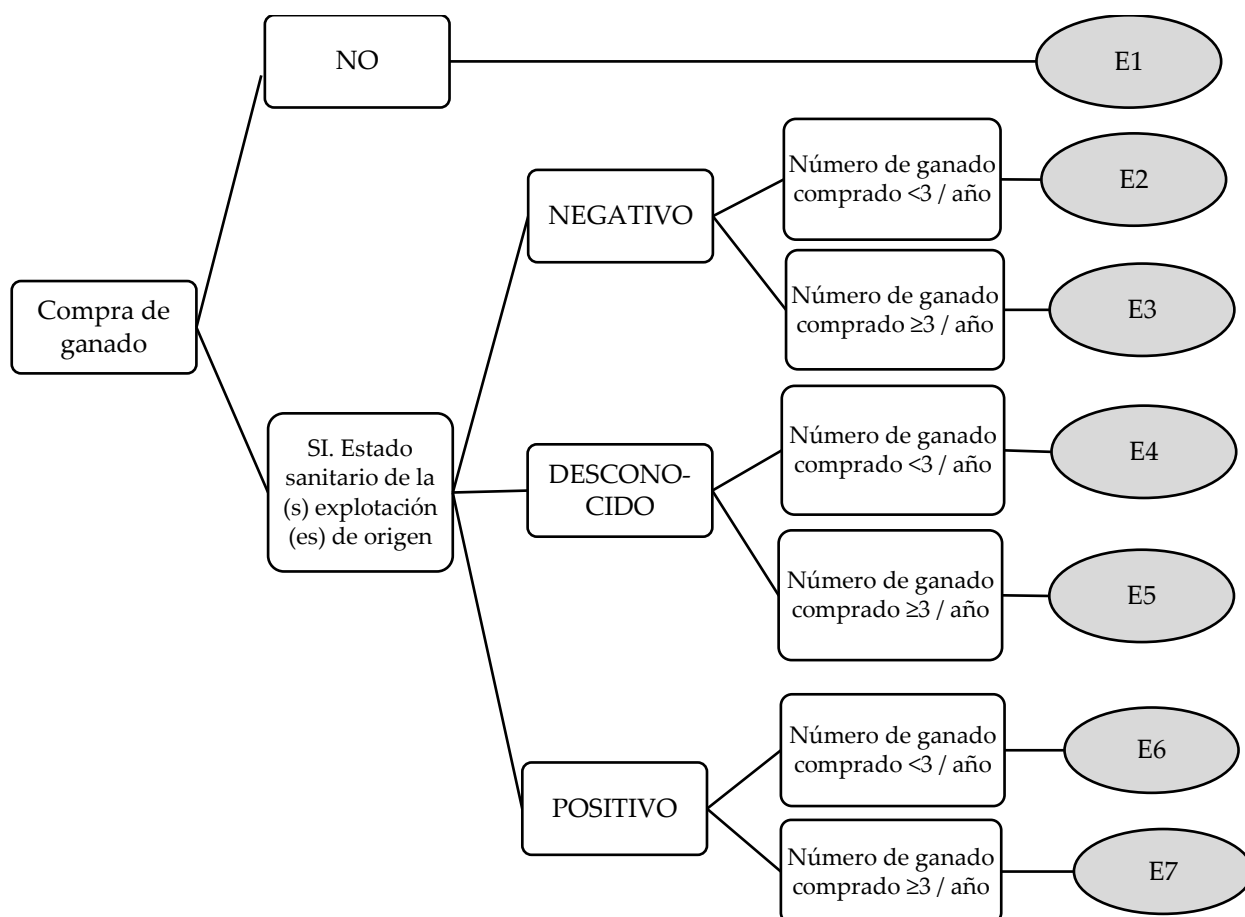 NO
E1
Número de ganado
comprado <3 / año
E2
NEGATIVO
Número de ganado
comprado ≥3 / año
E3
Compra de
ganado
SI. Estado
sanitario de la
(s) explotación
(es) de origen
Número de ganado
comprado <3 / año
E4
DESCONO-
CIDO
Número de ganado
comprado ≥3 / año
E5
Número de ganado
comprado <3 / año
E6
POSITIVO
Número de ganado
comprado ≥3 / año
E7